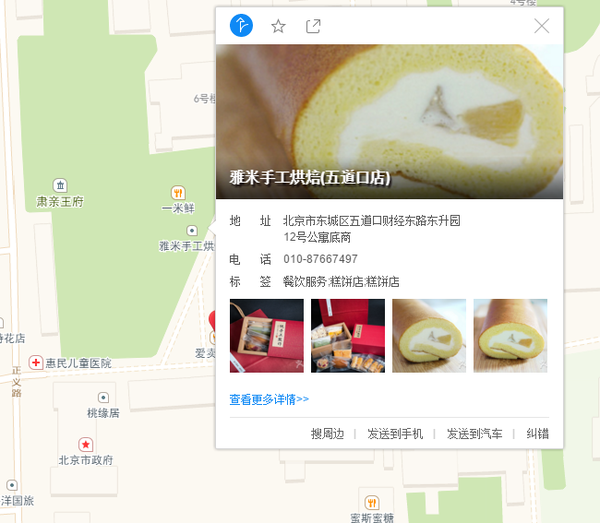 4号楼
6号楼
肃亲王府
一米鲜
雅米手工烘
诗花店
爱卖
惠民儿童医院
正义路
桃缘居
北京市政府
洋国旅
蜜斯蜜糖
雅米手工烘焙(五道口店)
地 址 北京市东城区五道口财经东路东升园
12号公寓底商
电 话 010-87667497
标 签 餐饮服务;糕饼店;糕饼店
查看更多详情>>
搜周边 | 发送到手机 | 发送到汽车 | 纠错